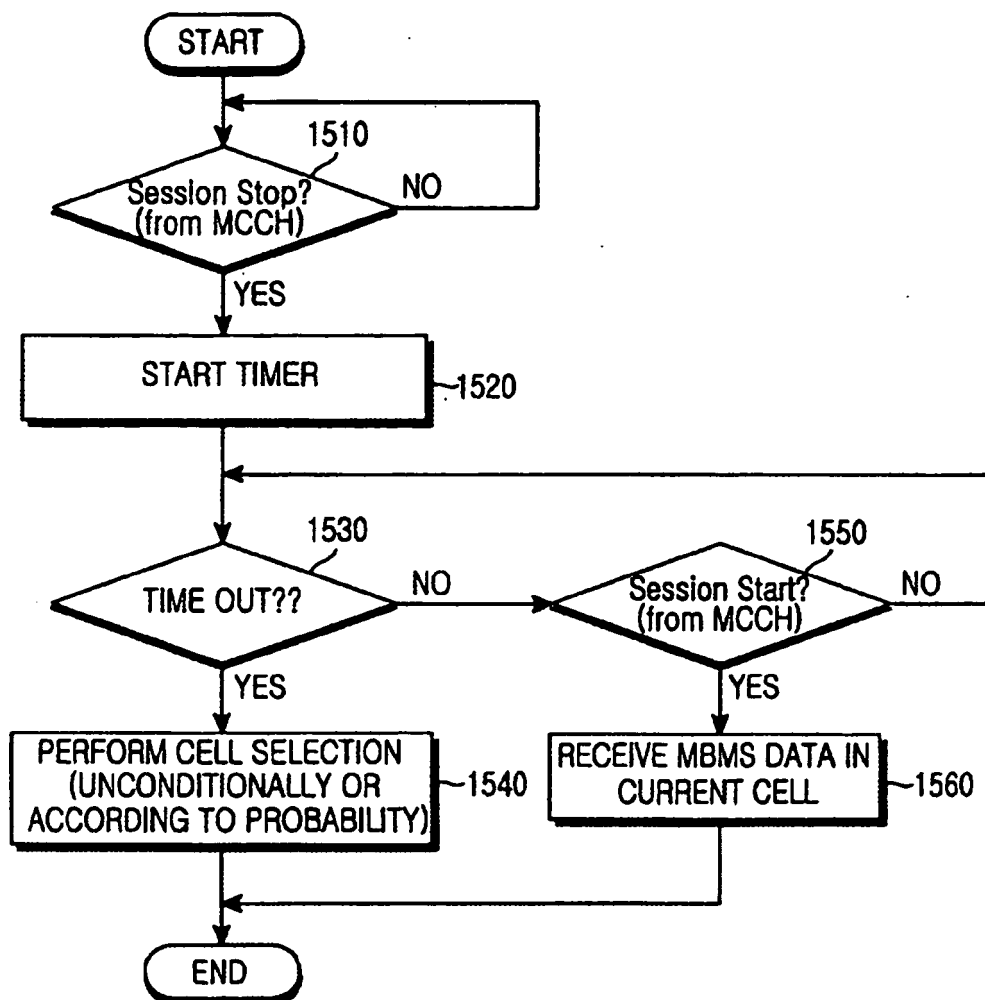 START
1510
Session Stop?
(from MCCH)
NO
YES
START TIMER
1520
1530
TIME OUT??
NO
1550
Session Start?
(from MCCH)
NO
YES
YES
PERFORM CELL SELECTION
(UNCONDITIONALLY OR
ACCORDING TO PROBABILITY)
1540
RECEIVE MBMS DATA IN
CURRENT CELL
1560
END